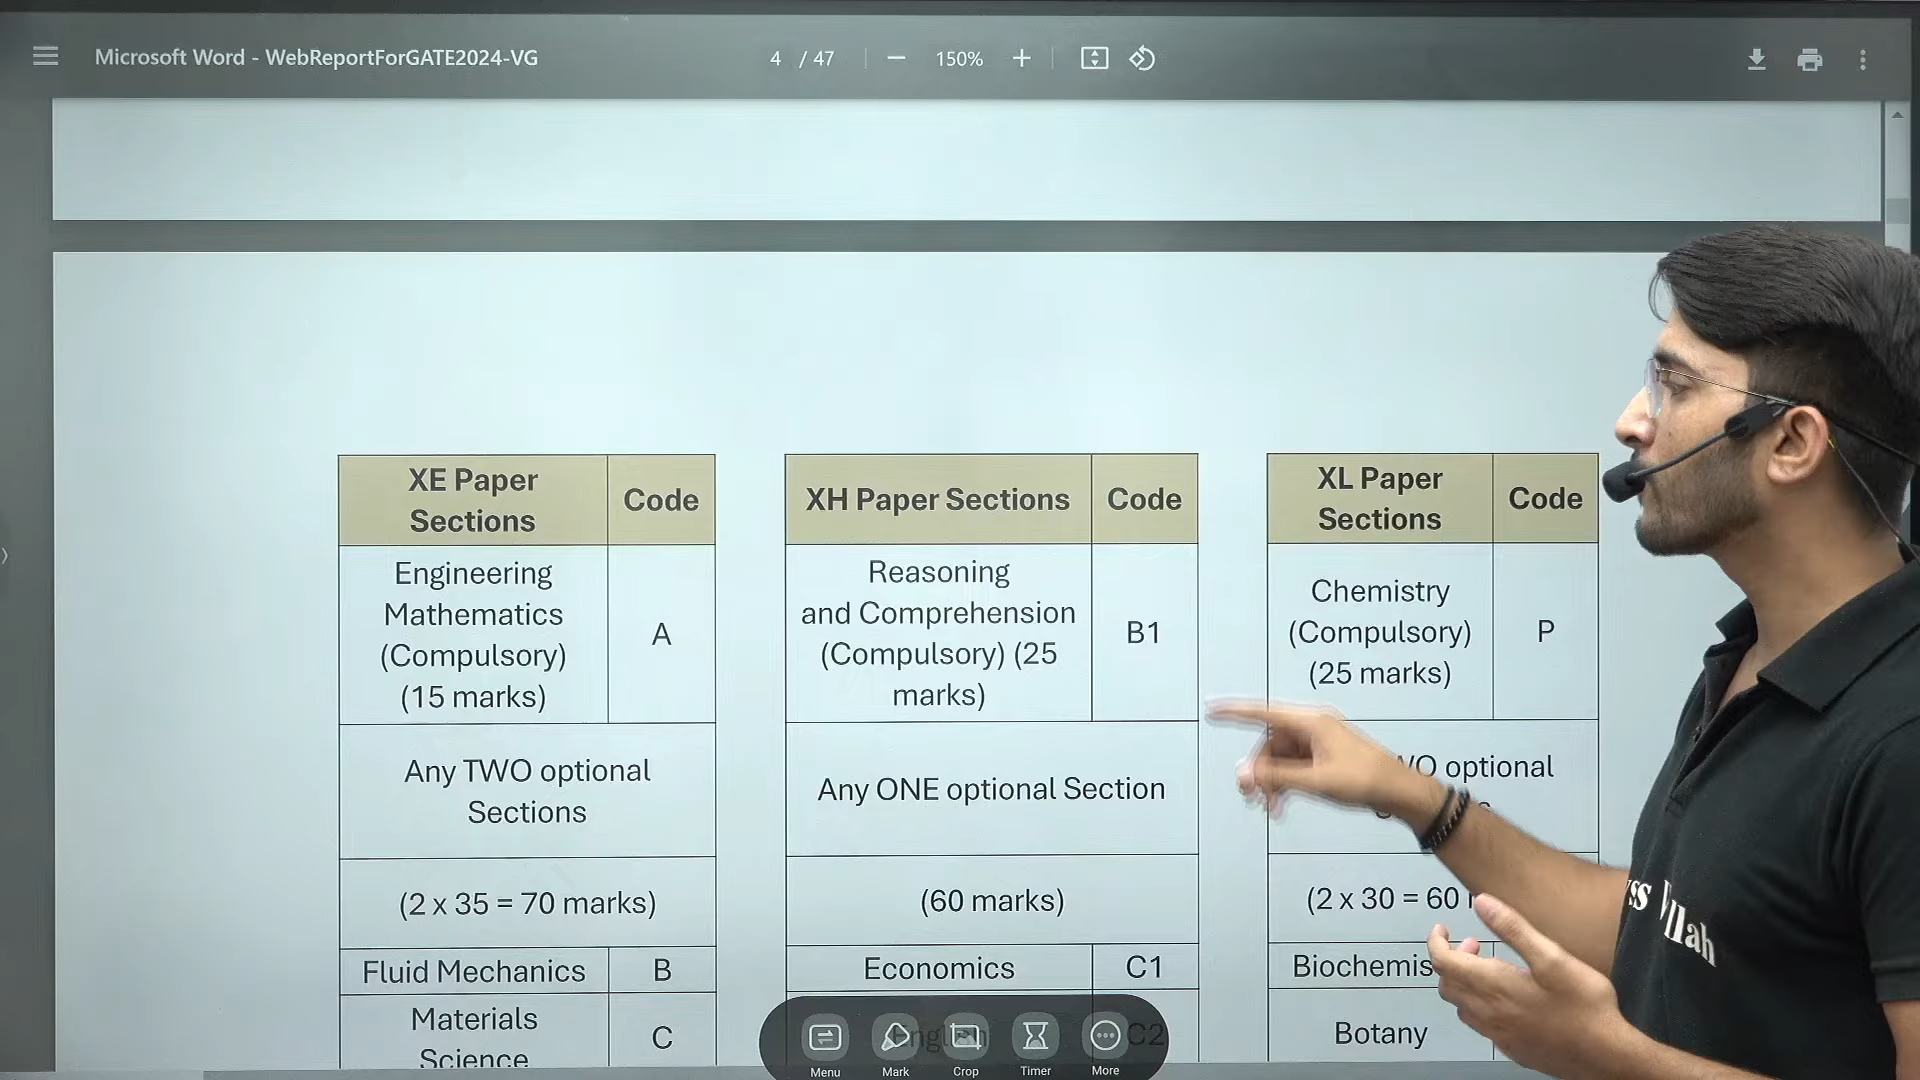 Microsoft Word - WebReportForGATE2024-VG
4 / 47
150%
XE Paper
Sections
Code
Engineering
Mathematics
(Compulsory)
(15 marks)
A
Any TWO optional
Sections
(2 x 35 = 70 marks)
Fluid Mechanics
B
Materials
Science
C
XH Paper Sections
Code
Reasoning
and Comprehension
(Compulsory) (25
marks)
B1
Any ONE optional Section
(60 marks)
Economics
C1
C2
XL Paper
Sections
Code
Chemistry
(Compulsory)
(25 marks)
P
optional
(2 x 30 = 60
Botany
Menu
Mark
Crop
Timer
More